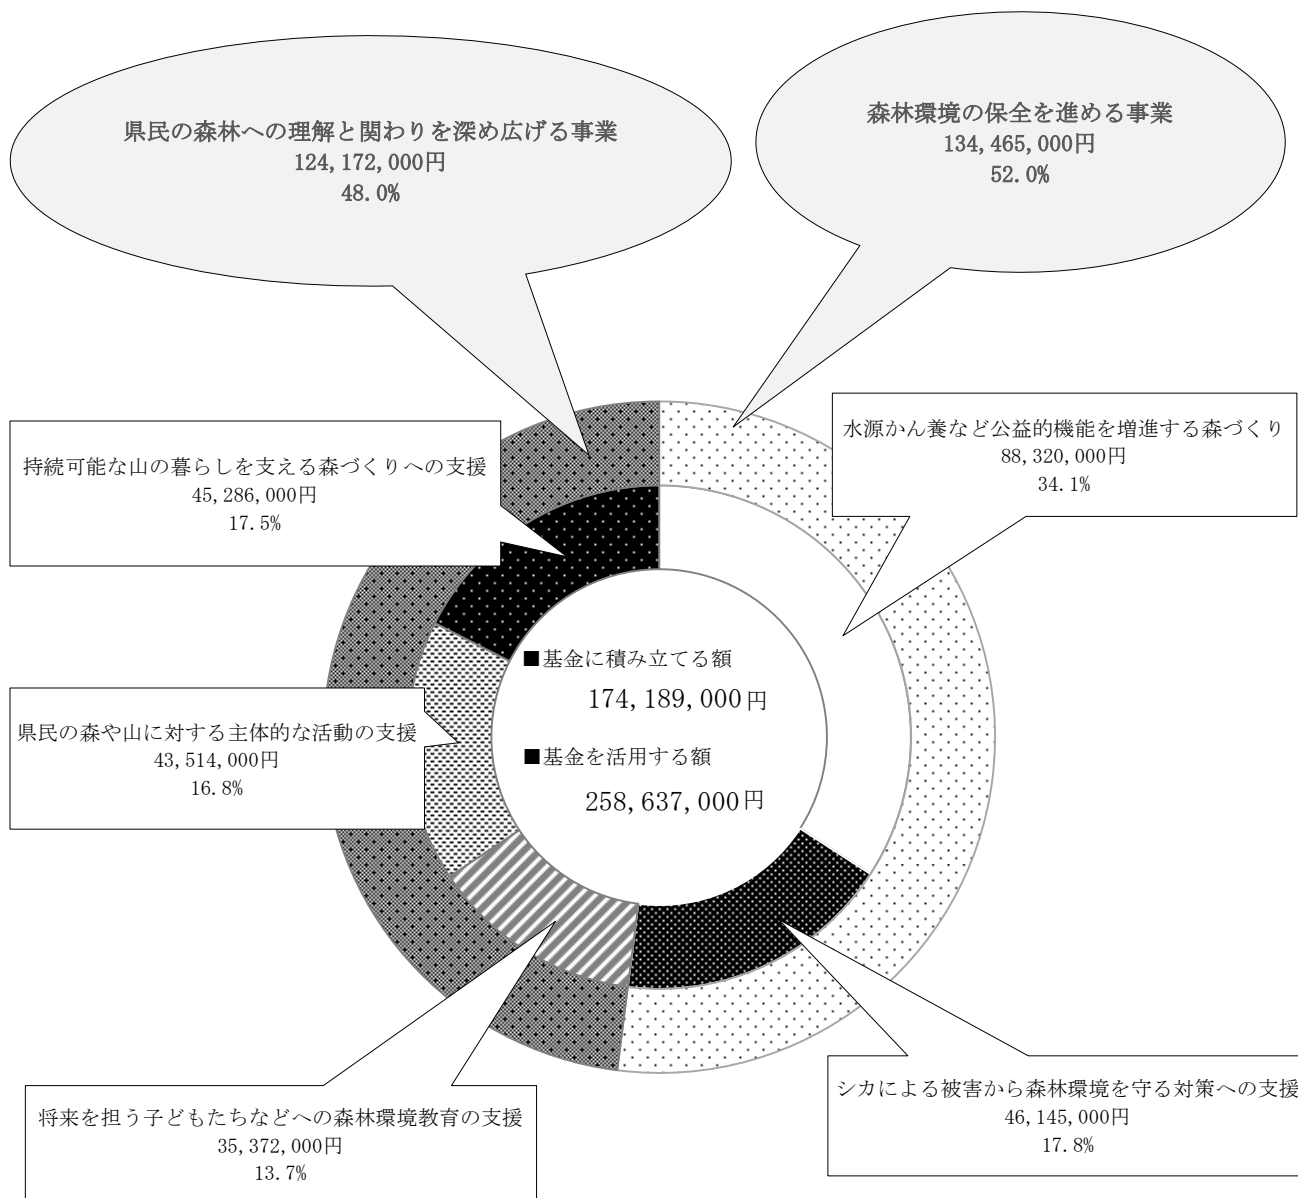 県民の森林への理解と関わりを深め広げる事業
124,172,000円
48.0%
森林環境の保全を進める事業
134,465,000円
52.0%
水源かん養など公益的機能を増進する森づくり
88,320,000円
34.1%
持続可能な山の暮らしを支える森づくりへの支援
45,286,000円
17.5%
■基金に積み立てる額
174,189,000円
■基金を活用する額
258,637,000円
県民の森や山に対する主体的な活動の支援
43,514,000円
16.8%
シカによる被害から森林環境を守る対策への支援
46,145,000円
17.8%
将来を担う子どもたちなどへの森林環境教育の支援
35,372,000円
13.7%